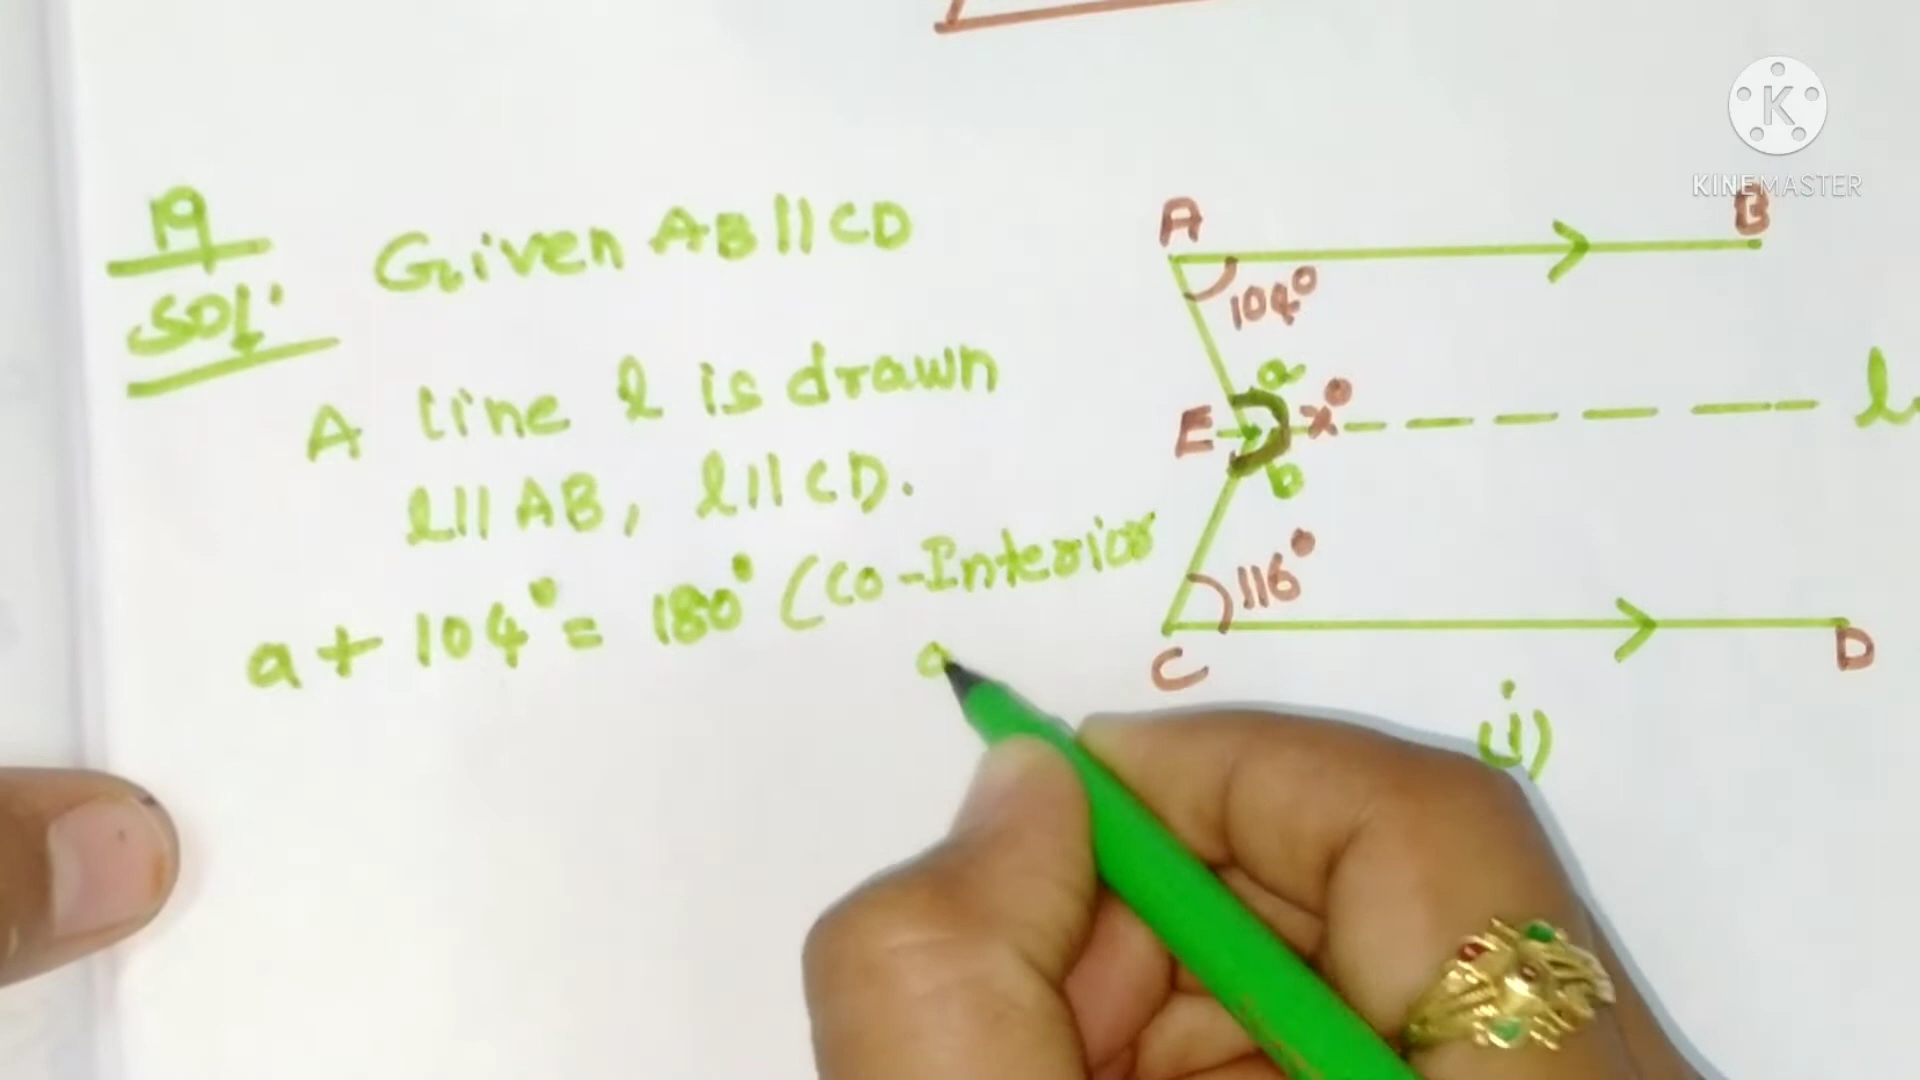 19
Sol:
Given AB||CD
A line l is drawn
l||AB, l||CD.
a + 104° = 180° (Co-Interior
a
A
B
104°
a
E
x°
l
b
116°
C
D
(i)
K
KINEMASTER